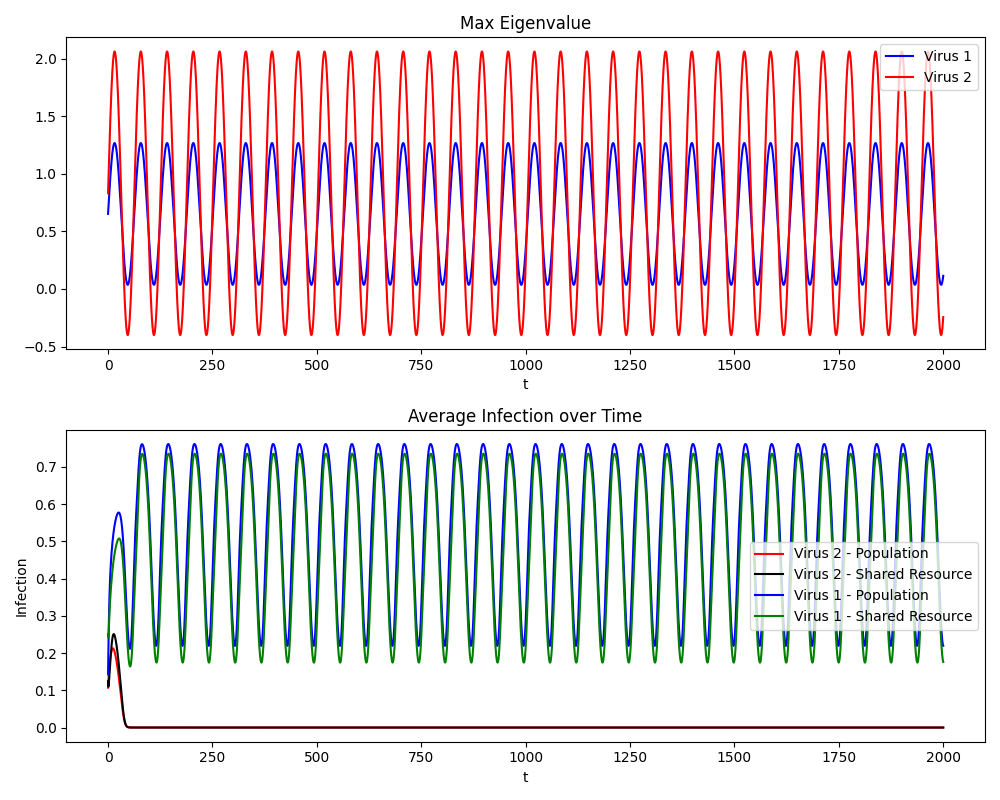 Max Eigenvalue
2.0
1.5
1.0
0.5
0.0
−0.5
Virus 1
Virus 2
0 250 500 750 1000 1250 1500 1750 2000
t
Average Infection over Time
Infection
0.7
0.6
0.5
0.4
0.3
0.2
0.1
0.0
Virus 2 - Population
Virus 2 - Shared Resource
Virus 1 - Population
Virus 1 - Shared Resource
0 250 500 750 1000 1250 1500 1750 2000
t